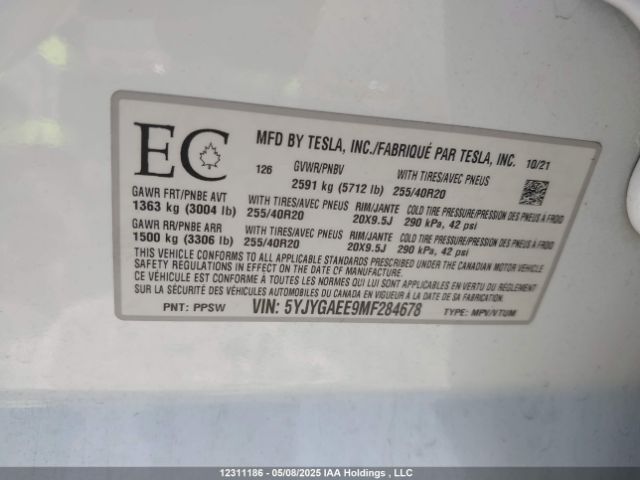 EC
MFD BY TESLA, INC./FABRIQUÉ PAR TESLA, INC. 10/21
126 GVWR/PNBV WITH TIRES/AVEC PNEUS
2591 kg (5712 lb) 255/40R20
GAWR FRT/PNBE AVT WITH TIRES/AVEC PNEUS RIM/JANTE COLD TIRE PRESSURE/PRESSION DES PNEUS À FROID
1363 kg (3004 lb) 255/40R20 20X9.5J 290 kPa, 42 psi
GAWR RR/PNBE ARR WITH TIRES/AVEC PNEUS RIM/JANTE COLD TIRE PRESSURE/PRESSION DES PNEUS À FROID
1500 kg (3306 lb) 255/40R20 20X9.5J 290 kPa, 42 psi
THIS VEHICLE CONFORMS TO ALL APPLICABLE STANDARDS PRESCRIBED UNDER THE CANADIAN MOTOR VEHICLE
SAFETY REGULATIONS IN EFFECT ON THE DATE OF MANUFACTURE.
CE VÉHICULE EST CONFORME À TOUTES LES NORMES QUI LUI SONT APPLICABLES EN VERTU DU RÈGLEMENT
SUR LA SÉCURITÉ DES VÉHICULES AUTOMOBILES DU CANADA EN VIGUEUR À LA DATE DE SA FABRICATION.
PNT: PPSW VIN: 5YJYGAEE9MF284678 TYPE: MPV/VTUM
12311186 - 05/08/2025 IAA Holdings , LLC